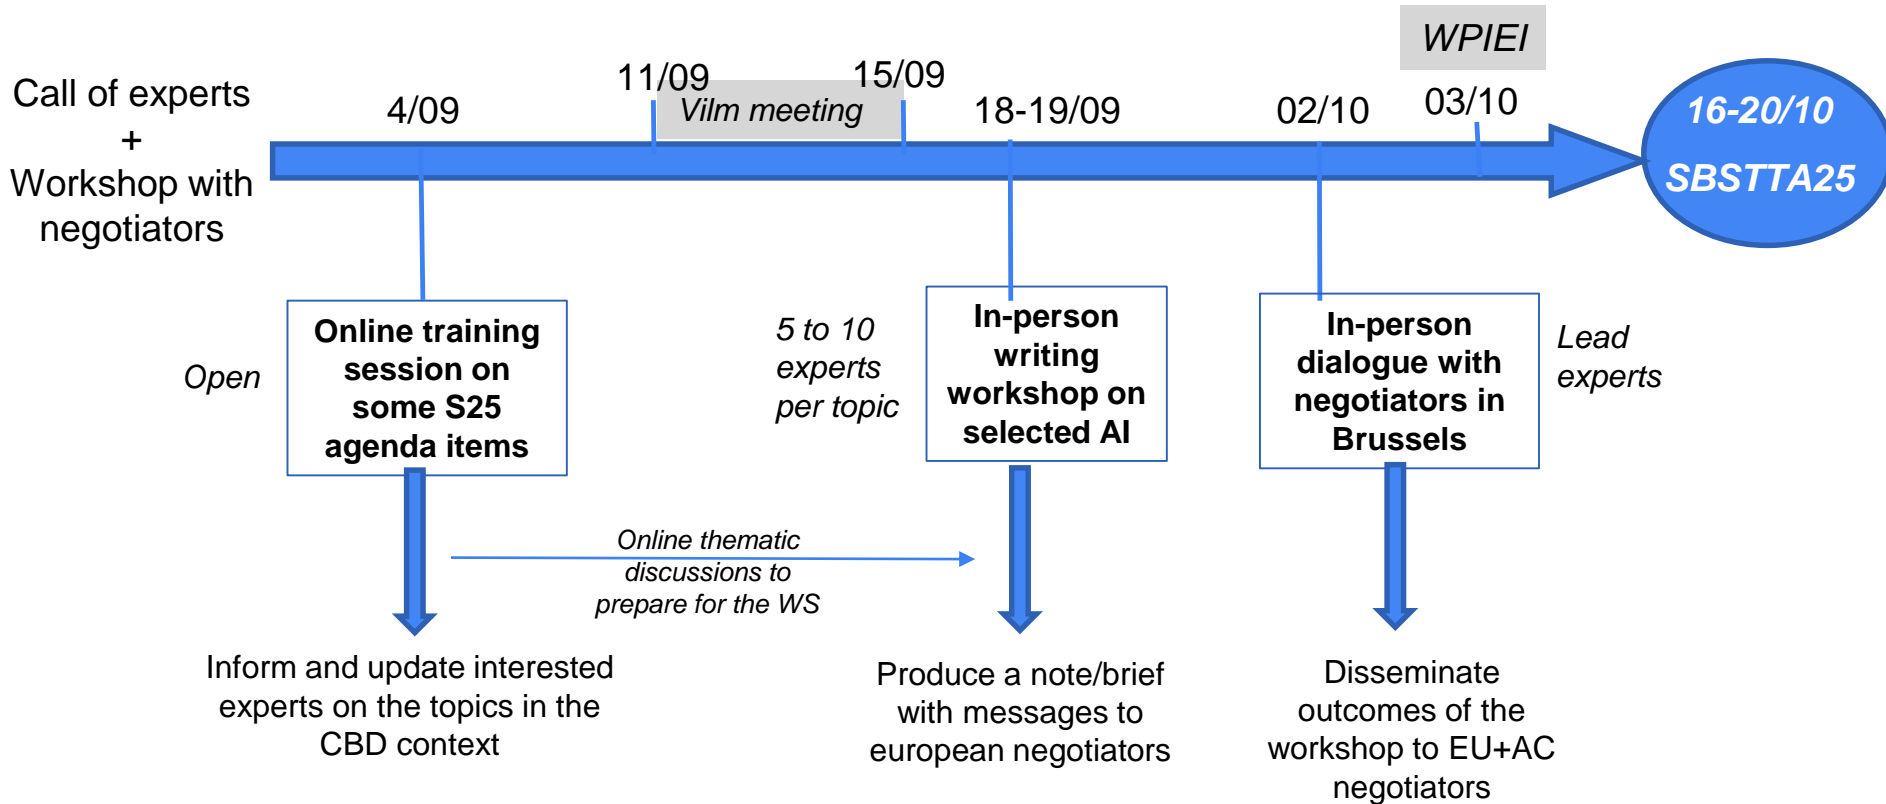 Call of experts
+
Workshop with
negotiators
4/09
11/09
Vilm meeting
15/09
18-19/09
02/10
WPIEI
03/10
16-20/10
SBSTTA25
Open
Online training
session on
some S25
agenda items
5 to 10
experts
per topic
In-person
writing
workshop on
selected AI
In-person
dialogue with
negotiators in
Brussels
Lead
experts
Online thematic
discussions to
prepare for the WS
Inform and update interested
experts on the topics in the
CBD context
Produce a note/brief
with messages to
european negotiators
Disseminate
outcomes of the
workshop to EU+AC
negotiators